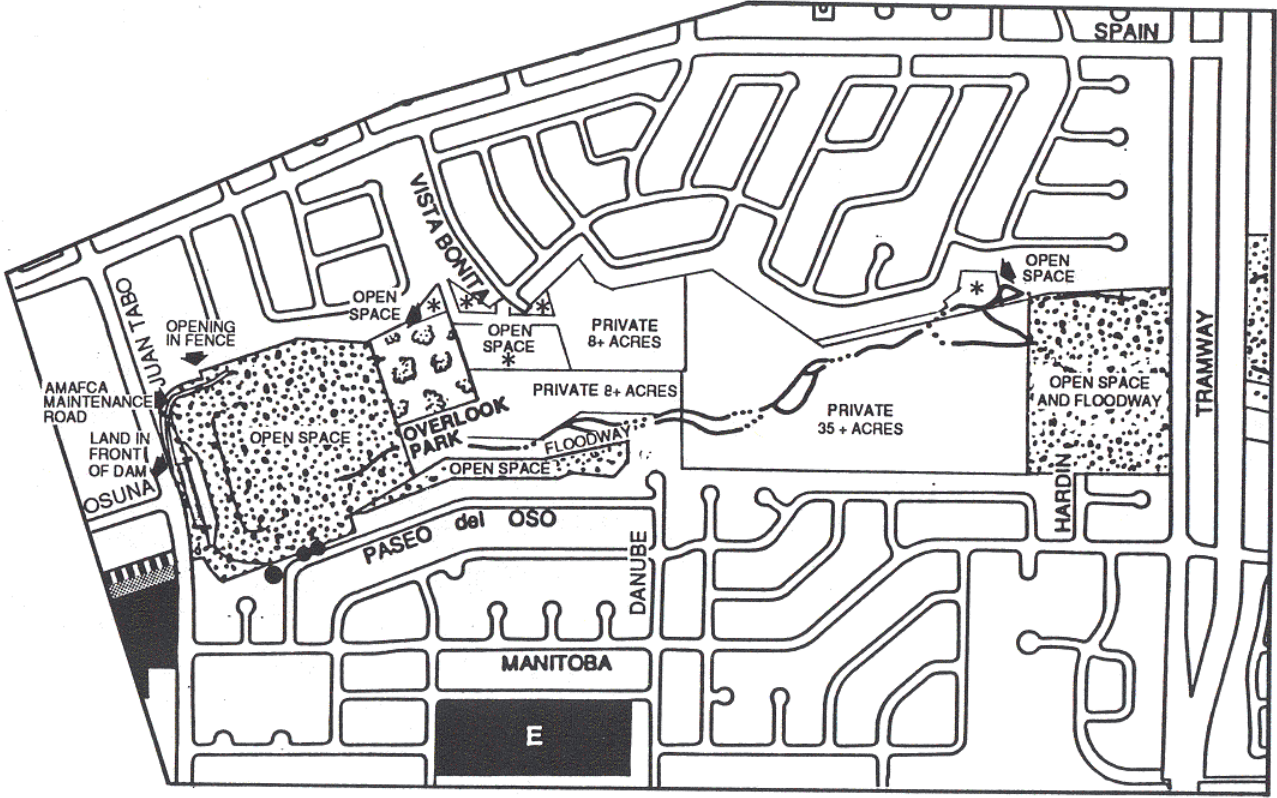 SPAIN
VISTA BONITA
JUAN TABO
OPEN
SPACE
OPENING
IN FENCE
OPEN
SPACE
*
*
*
*
OPEN
SPACE
*
PRIVATE
8+ ACRES
TRAMWAY
AMAFCA
MAINTENANCE
ROAD
PRIVATE 8+ ACRES
OPEN SPACE
AND FLOODWAY
PRIVATE
35 + ACRES
OVERLOOK
PARK
OPEN SPACE
LAND IN
FRONT
OF DAM
FLOODWAY
OPEN SPACE
OSUNA
HARDIN
PASEO del OSO
DANUBE
MANITOBA
E